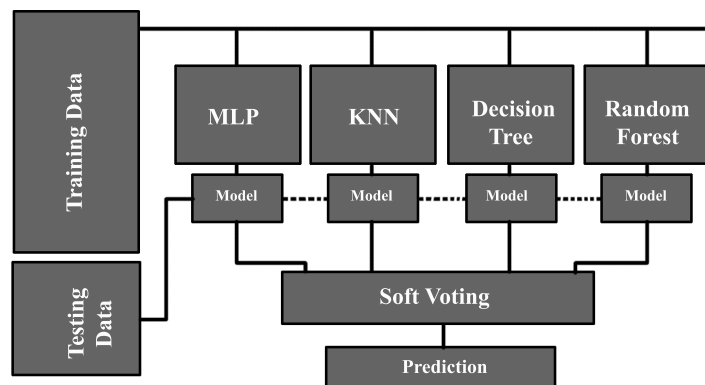 Training Data
MLP
KNN
Decision
Tree
Random
Forest
Model
Model
Model
Model
Testing
Data
Soft Voting
Prediction